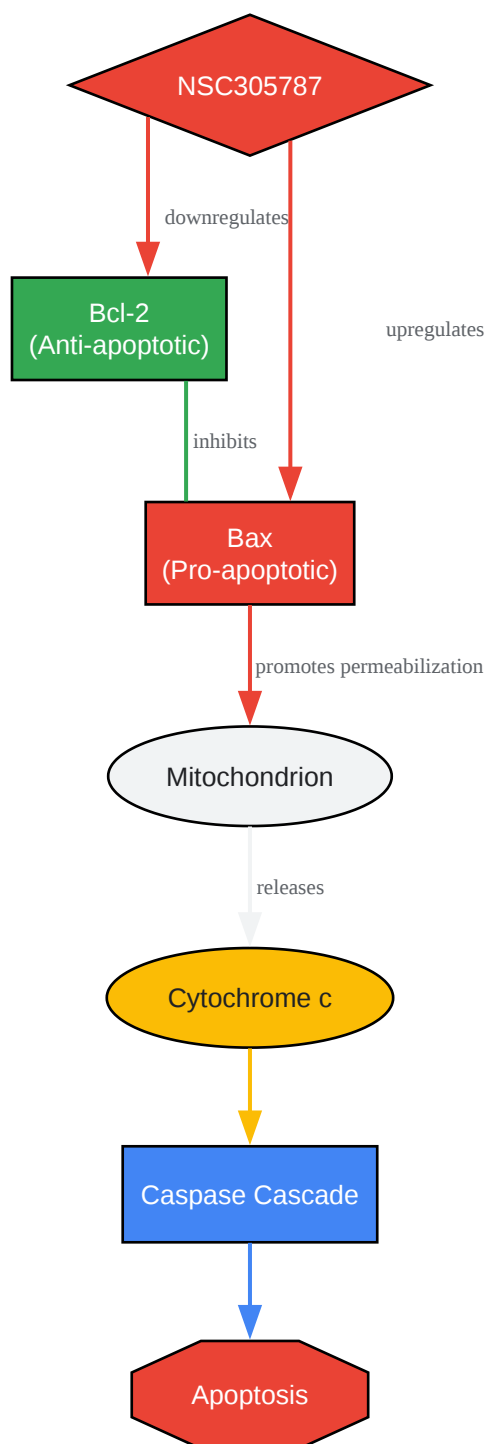 NSC305787
downregulates
Bcl-2
(Anti-apoptotic)
upregulates
inhibits
Bax
(Pro-apoptotic)
promotes permeabilization
Mitochondrion
releases
Cytochrome c
Caspase Cascade
Apoptosis